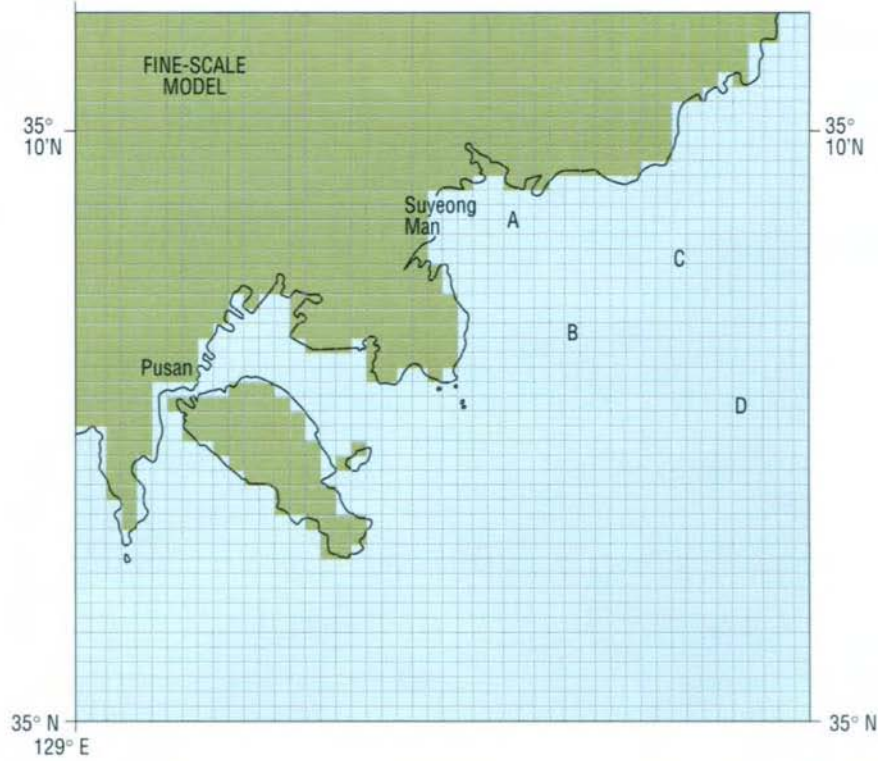 FINE-SCALE
MODEL
35°
10'N
35°
10'N
Suyeong
Man
A
C
B
Pusan
D
35° N
35° N
129° E